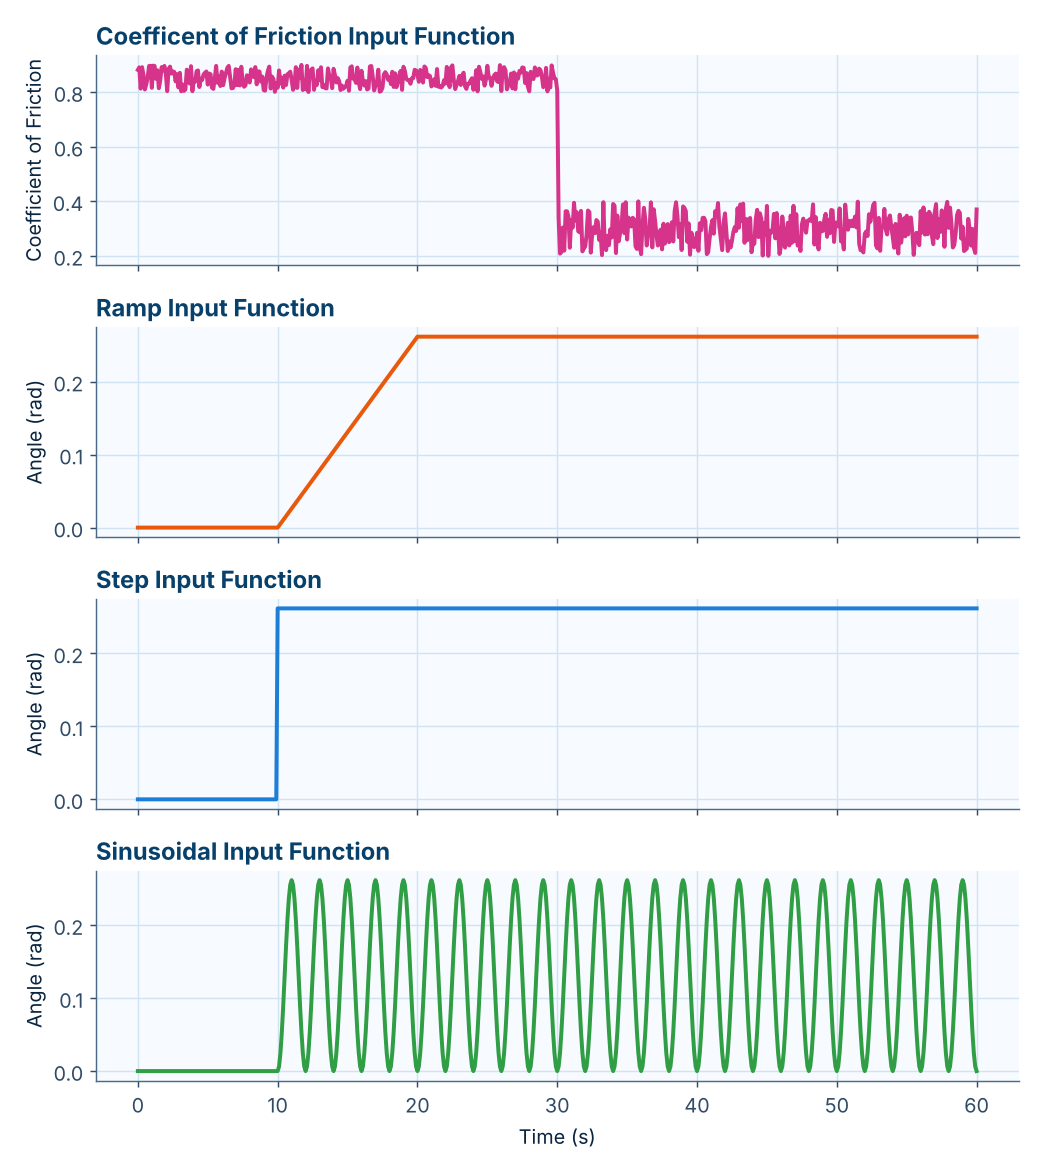 Coefficent of Friction Input Function
Coefficient of Friction
0.8
0.6
0.4
0.2
Ramp Input Function
Angle (rad)
0.2
0.1
0.0
Step Input Function
Angle (rad)
0.2
0.1
0.0
Sinusoidal Input Function
Angle (rad)
0.2
0.1
0.0
0 10 20 30 40 50 60
Time (s)